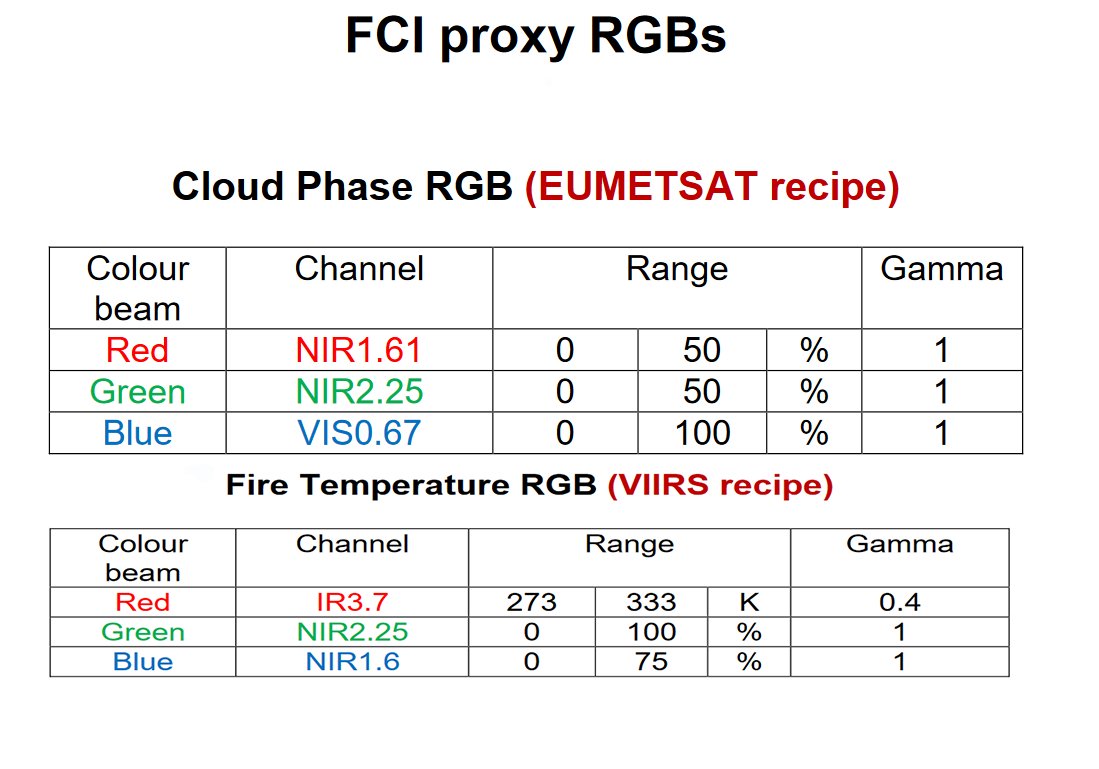 FCI proxy RGBs
Cloud Phase RGB (EUMETSAT recipe)
Colour beam Channel Range Gamma
Red NIR1.61 0 50 % 1
Green NIR2.25 0 50 % 1
Blue VIS0.67 0 100 % 1
Fire Temperature RGB (VIIRS recipe)
Colour beam Channel Range Gamma
Red IR3.7 273 333 K 0.4
Green NIR2.25 0 100 % 1
Blue NIR1.6 0 75 % 1